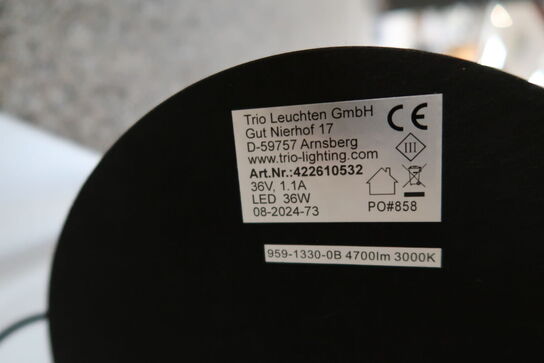 Trio Leuchten GmbH
Gut Nierhof 17
D-59757 Arnsberg
www.trio-lighting.com
Art.Nr.:422610532
36V, 1.1A
LED 36W
08-2024-73
CE
III
PO#858
959-1330-0B 4700lm 3000K